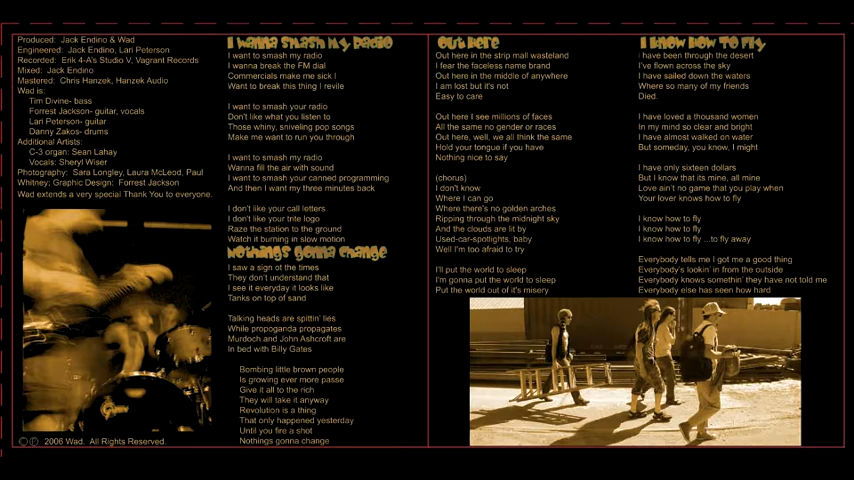 Produced: Jack Endino & Wad
Engineered: Jack Endino, Lari Peterson
Recorded: Erik 4-A's Studio V, Vagrant Records
Mixed: Jack Endino
Mastered: Chris Hanzek, Hanzek Audio
Wad is:
Tim Divine- bass
Forrest Jackson- guitar, vocals
Lari Peterson- guitar
Danny Zakos- drums
Additional Artists:
C-3 organ: Sean Lahay
Vocals: Sheryl Wiser
Photography: Sara Longley, Laura McLeod, Paul
Whitney; Graphic Design: Forrest Jackson
Wad extends a very special Thank You to everyone.
©℗ 2006 Wad. All Rights Reserved.
I wanna smash my radio
I want to smash my radio
I wanna break the FM dial
Commercials make me sick !
Want to break this thing I revile
I want to smash your radio
Don't like what you listen to
Those whiny, sniveling pop songs
Make me want to run you through
I want to smash my radio
Wanna fill the air with sound
I want to smash your canned programming
And then I want my three minutes back
I don't like your call letters
I don't like your trite logo
Raze the station to the ground
Watch it burning in slow motion
Nothings gonna change
I saw a sign of the times
They don't understand that
I see it everyday it looks like
Tanks on top of sand
Talking heads are spittin' lies
While propoganda propagates
Murdoch and John Ashcroft are
In bed with Billy Gates
Bombing little brown people
Is growing ever more passe
Give it all to the rich
They will take it anyway
Revolution is a thing
That only happened yesterday
Until you fire a shot
Nothings gonna change
Out Here
Out here in the strip mall wasteland
I fear the faceless name brand
Out here in the middle of anywhere
I am lost but it's not
Easy to care
Out here I see millions of faces
All the same no gender or races
Out here, well, we all think the same
Hold your tongue if you have
Nothing nice to say
(chorus)
I don't know
Where I can go
Where there's no golden arches
Ripping through the midnight sky
And the clouds are lit by
Used-car-spotlights, baby
Well I'm too afraid to try
I'll put the world to sleep
I'm gonna put the world to sleep
Put the world out of it's misery
I Know How To Fly
I have been through the desert
I've flown across the sky
I have sailed down the waters
Where so many of my friends
Died.
I have loved a thousand women
In my mind so clear and bright
I have almost walked on water
But someday, you know, I might
I have only sixteen dollars
But I know that its mine, all mine
Love ain't no game that you play when
Your lover knows how to fly
I know how to fly
I know how to fly
I know how to fly ...to fly away
Everybody tells me I got me a good thing
Everybody's lookin' in from the outside
Everybody knows somethin' they have not told me
Everybody else has seen how hard